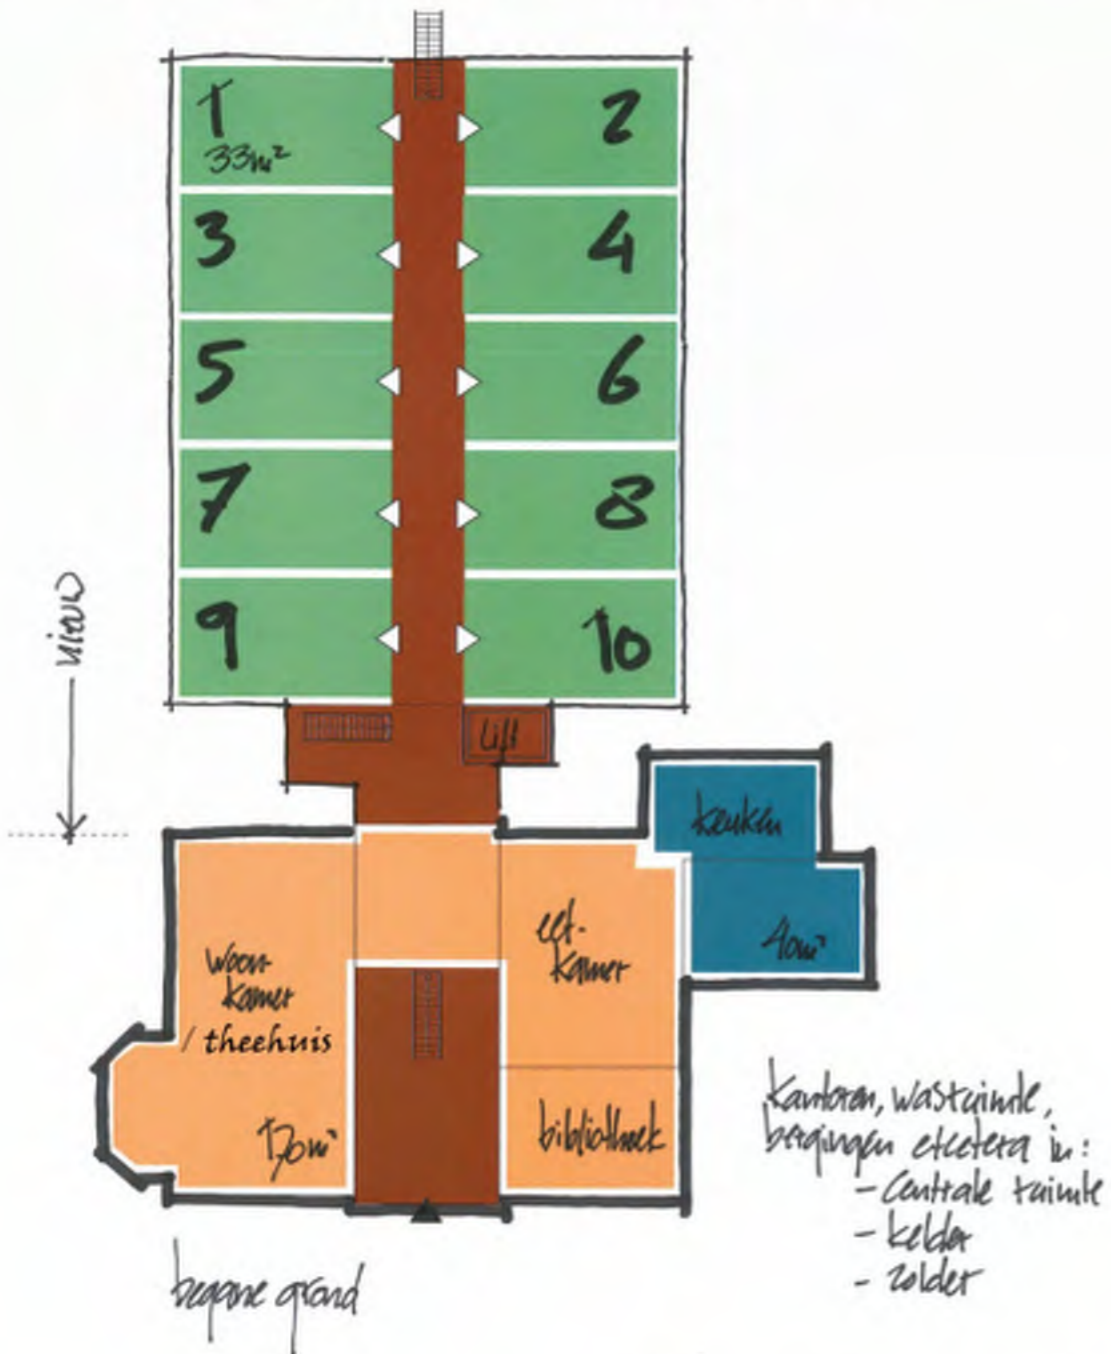 1
33m²
2
3
4
5
6
7
8
9
10
nieuw
lift
keuken
40m²
woon-
kamer
/ theehuis
170m²
eet-
kamer
bibliotheek
kantoren, wasruimte,
bergingen etcetera in:
- centrale ruimte
- kelder
- zolder
begane grond